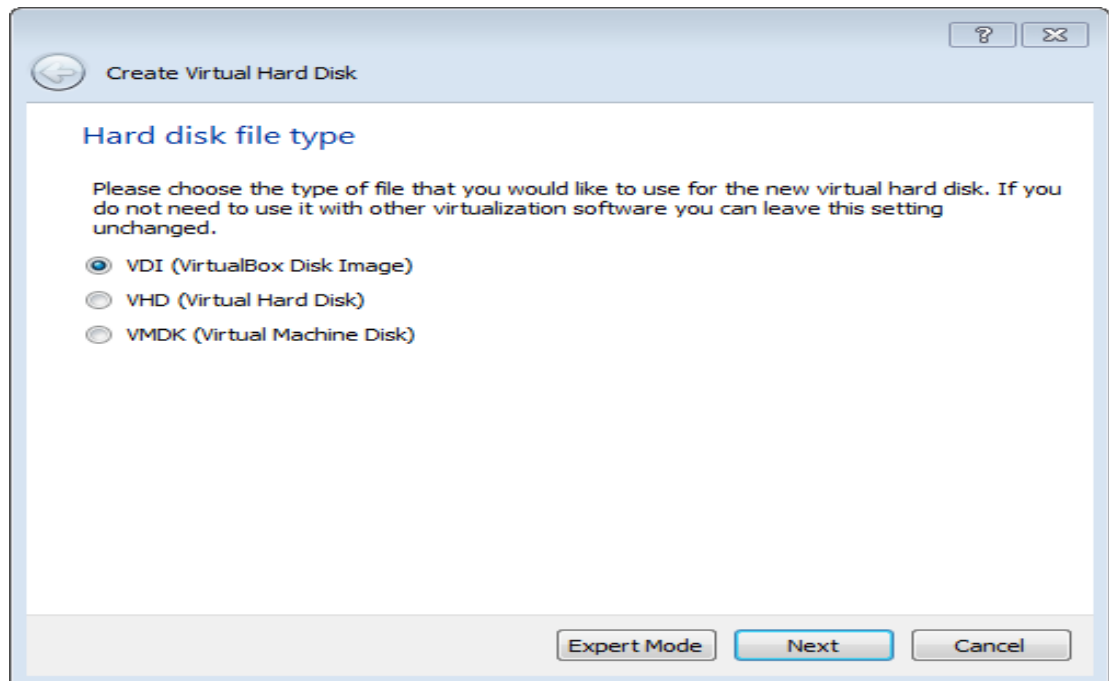 Create Virtual Hard Disk
Hard disk file type
Please choose the type of file that you would like to use for the new virtual hard disk. If you
do not need to use it with other virtualization software you can leave this setting
unchanged.
VDI (VirtualBox Disk Image)
VHD (Virtual Hard Disk)
VMDK (Virtual Machine Disk)
Expert Mode Next Cancel